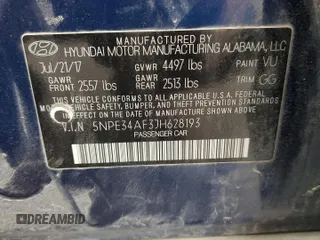 HYUNDAI MOTOR MANUFACTURING ALABAMA, LLC
Jul/21/17 GVWR 4497 lbs PAINT VU
GAWR FRONT 2557 lbs GAWR REAR 2513 lbs TRIM GG
THIS VEHICLE CONFORMS TO ALL APPLICABLE
FEDERAL MOTOR VEHICLE SAFETY, BUMPER, AND
THEFT PREVENTION STANDARDS IN EFFECT ON
THE DATE OF MANUFACTURE SHOWN ABOVE.
V.I.N 5NPE34AF3JH628193
PASSENGER CAR
DREAMBID